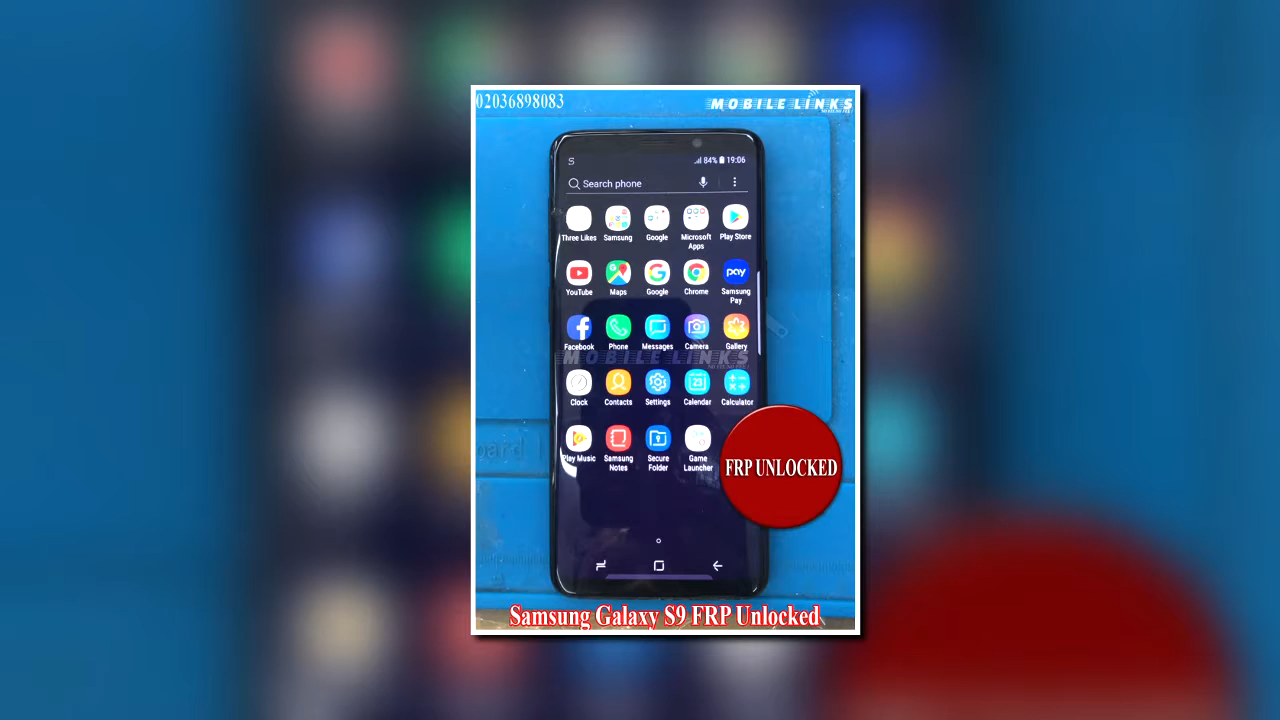 02036898083
MOBILE LINKS
S
84% 19:06
Search phone
Three Likes Samsung Google Microsoft Apps Play Store
YouTube Maps Google Chrome Samsung Pay
pay
Facebook Phone Messages Camera Gallery
MOBILE LINKS
Clock Contacts Settings Calendar Calculator
23
Play Music Samsung Notes Secure Folder Game Launcher
FRP UNLOCKED
Samsung Galaxy S9 FRP Unlocked